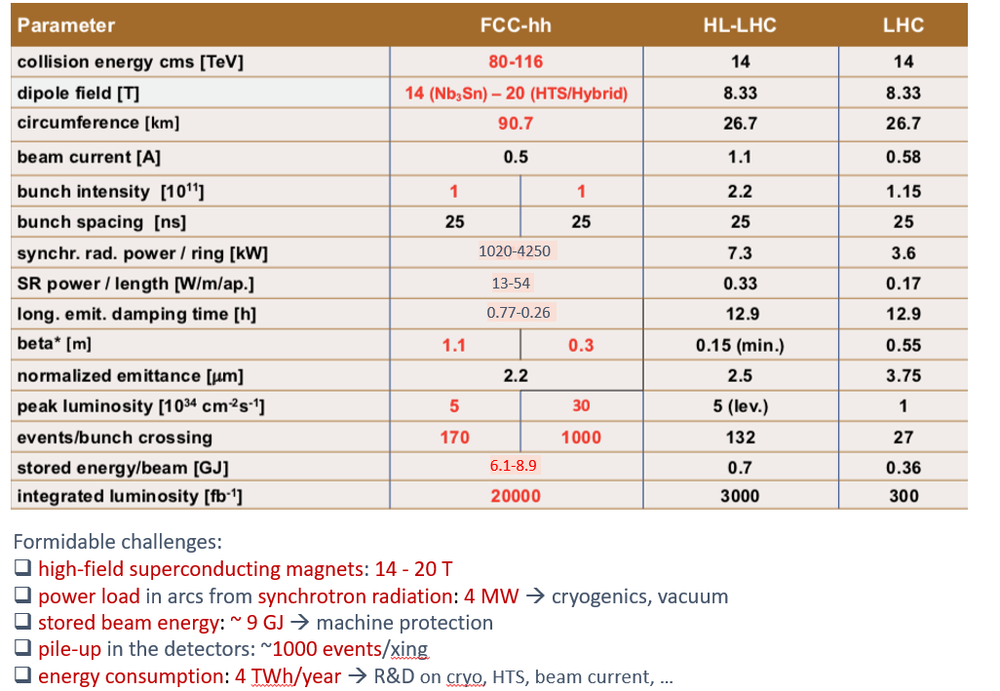 Parameter FCC-hh HL-LHC LHC
collision energy cms [TeV] 80-116 14 14
dipole field [T] 14 (Nb₃Sn) – 20 (HTS/Hybrid) 8.33 8.33
circumference [km] 90.7 26.7 26.7
beam current [A] 0.5 1.1 0.58
bunch intensity [10¹¹] 1 1 2.2 1.15
bunch spacing [ns] 25 25 25 25
synchr. rad. power / ring [kW] 1020-4250 7.3 3.6
SR power / length [W/m/ap.] 13-54 0.33 0.17
long. emit. damping time [h] 0.77-0.26 12.9 12.9
beta* [m] 1.1 0.3 0.15 (min.) 0.55
normalized emittance [μm] 2.2 2.5 3.75
peak luminosity [10³⁴ cm⁻²s⁻¹] 5 30 5 (lev.) 1
events/bunch crossing 170 1000 132 27
stored energy/beam [GJ] 6.1-8.9 0.7 0.36
integrated luminosity [fb⁻¹] 20000 3000 300
Formidable challenges:
❑ high-field superconducting magnets: 14 - 20 T
❑ power load in arcs from synchrotron radiation: 4 MW → cryogenics, vacuum
❑ stored beam energy: ~ 9 GJ → machine protection
❑ pile-up in the detectors: ~1000 events/xing
❑ energy consumption: 4 TWh/year → R&D on cryo, HTS, beam current, ...